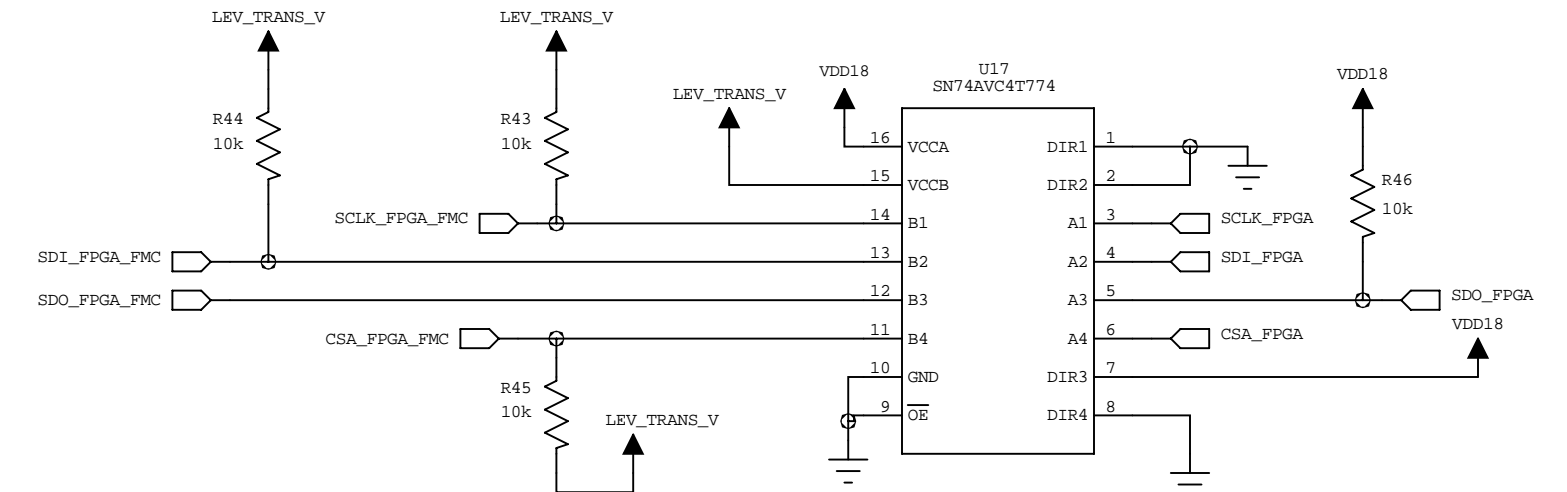 LEV_TRANS_V
LEV_TRANS_V
U17
SN74AVC4T774
VDD18
VDD18
LEV_TRANS_V
R44
10k
R43
10k
16 VCCA
DIR1 1
15 VCCB
DIR2 2
R46
10k
SCLK_FPGA_FMC
14 B1
A1 3
SCLK_FPGA
SDI_FPGA_FMC
13 B2
A2 4
SDI_FPGA
SDO_FPGA_FMC
12 B3
A3 5
SDO_FPGA
VDD18
CSA_FPGA_FMC
11 B4
A4 6
CSA_FPGA
10 GND
DIR3 7
R45
10k
9 OE
DIR4 8
LEV_TRANS_V